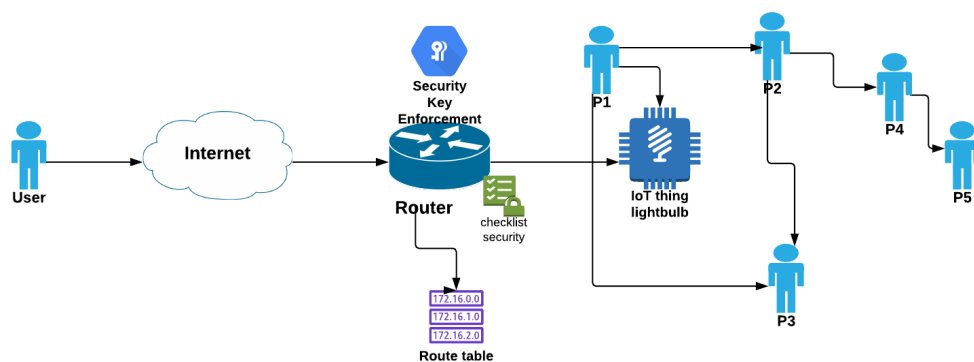 Security
Key
Enforcement
P1
P2
P4
P5
Internet
User
IoT thing
lightbulb
Router
checklist
security
172.16.0.0
172.16.1.0
172.16.2.0
Route table
P3